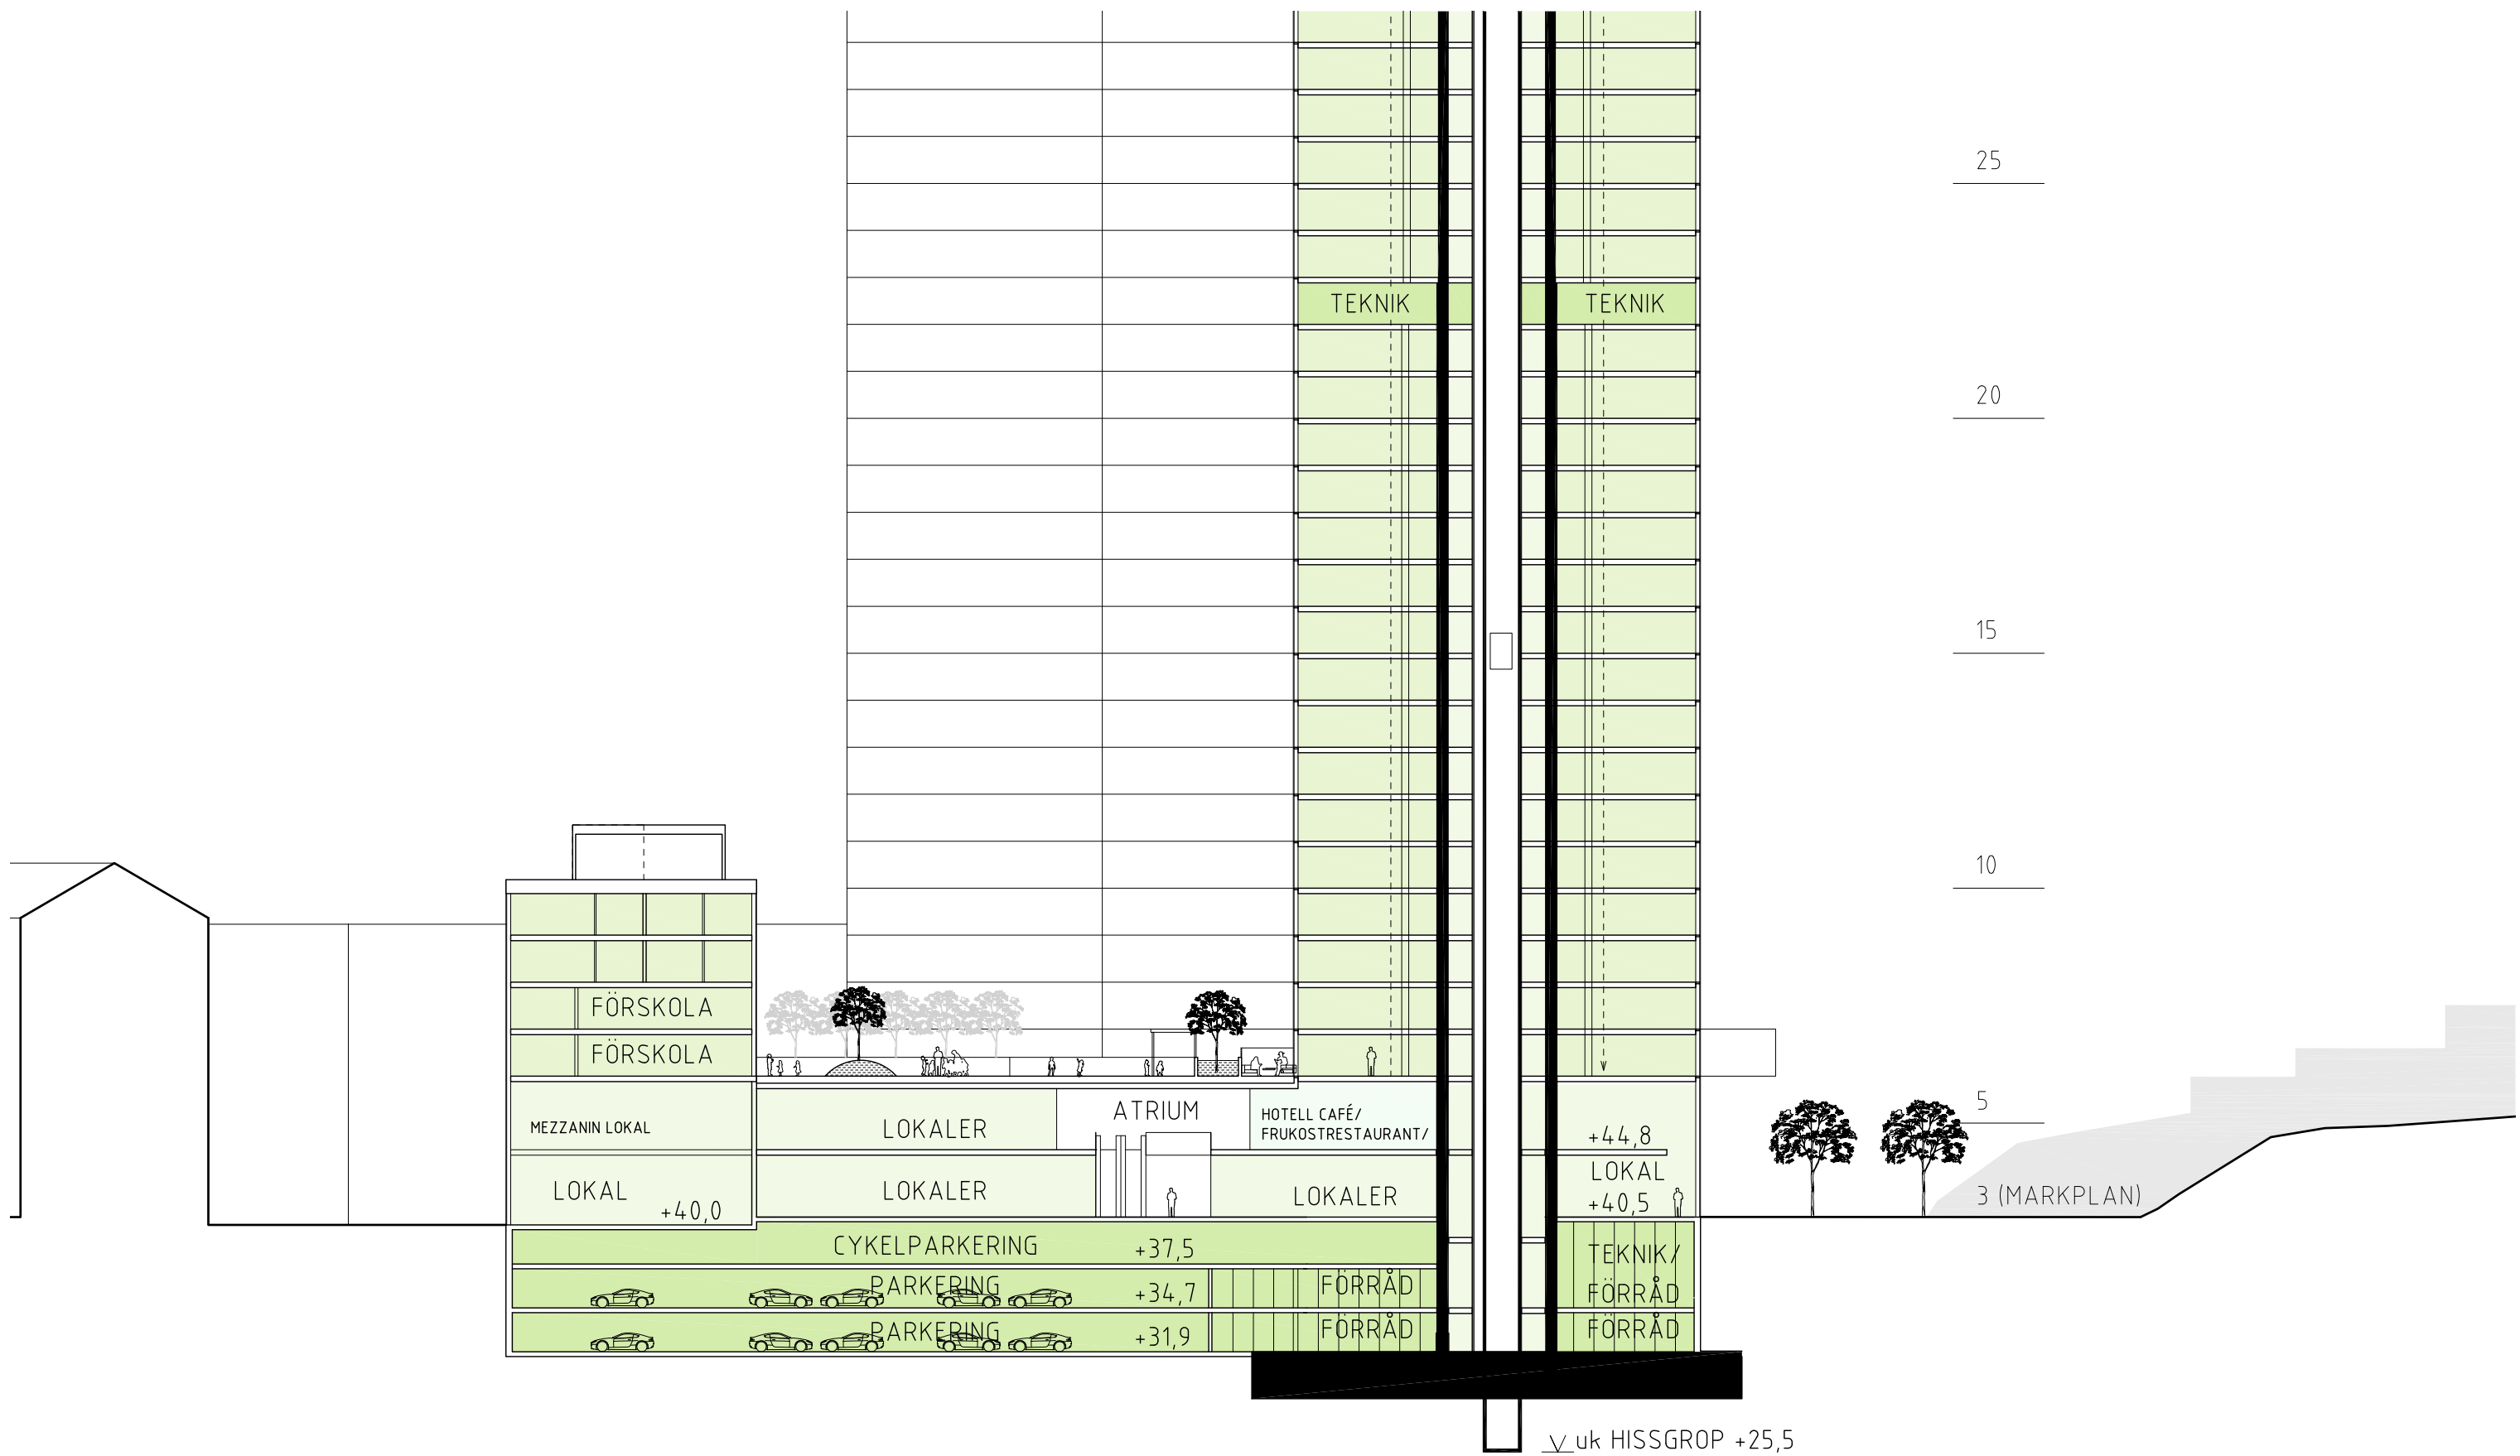 25
TEKNIK TEKNIK
20
15
10
FÖRSKOLA
FÖRSKOLA
5
ATRIUM
HOTELL CAFÉ/
FRUKOSTRESTAURANT/
MEZZANIN LOKAL
LOKALER
+44,8
LOKAL
LOKAL
LOKALER
LOKALER
+40,5
3 (MARKPLAN)
+40,0
CYKELPARKERING +37,5
TEKNIK/
FÖRRÅD
PARKERING +34,7
FÖRRÅD
PARKERING +31,9
FÖRRÅD
FÖRRÅD
uk HISSGROP +25,5